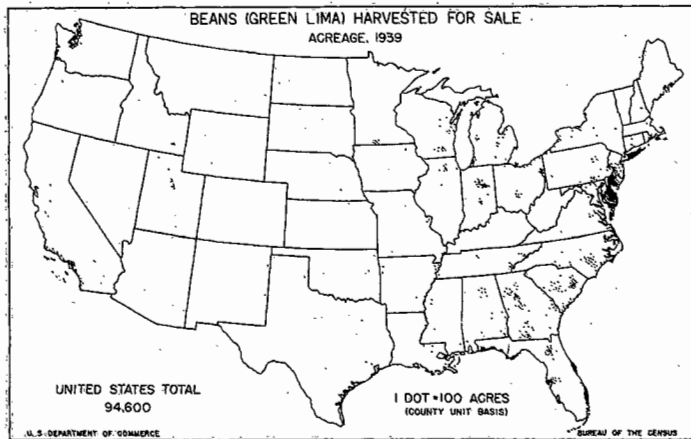 BEANS (GREEN LIMA) HARVESTED FOR SALE
ACREAGE, 1939
UNITED STATES TOTAL
94,600
1 DOT = 100 ACRES
(COUNTY UNIT BASIS)
U.S. DEPARTMENT OF COMMERCE
BUREAU OF THE CENSUS